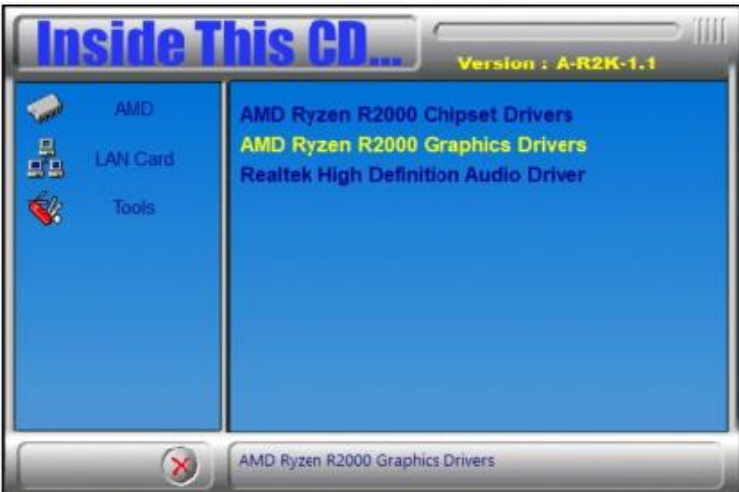 Inside This CD...
Version : A-R2K-1.1
AMD
LAN Card
Tools
AMD Ryzen R2000 Chipset Drivers
AMD Ryzen R2000 Graphics Drivers
Realtek High Definition Audio Driver
AMD Ryzen R2000 Graphics Drivers